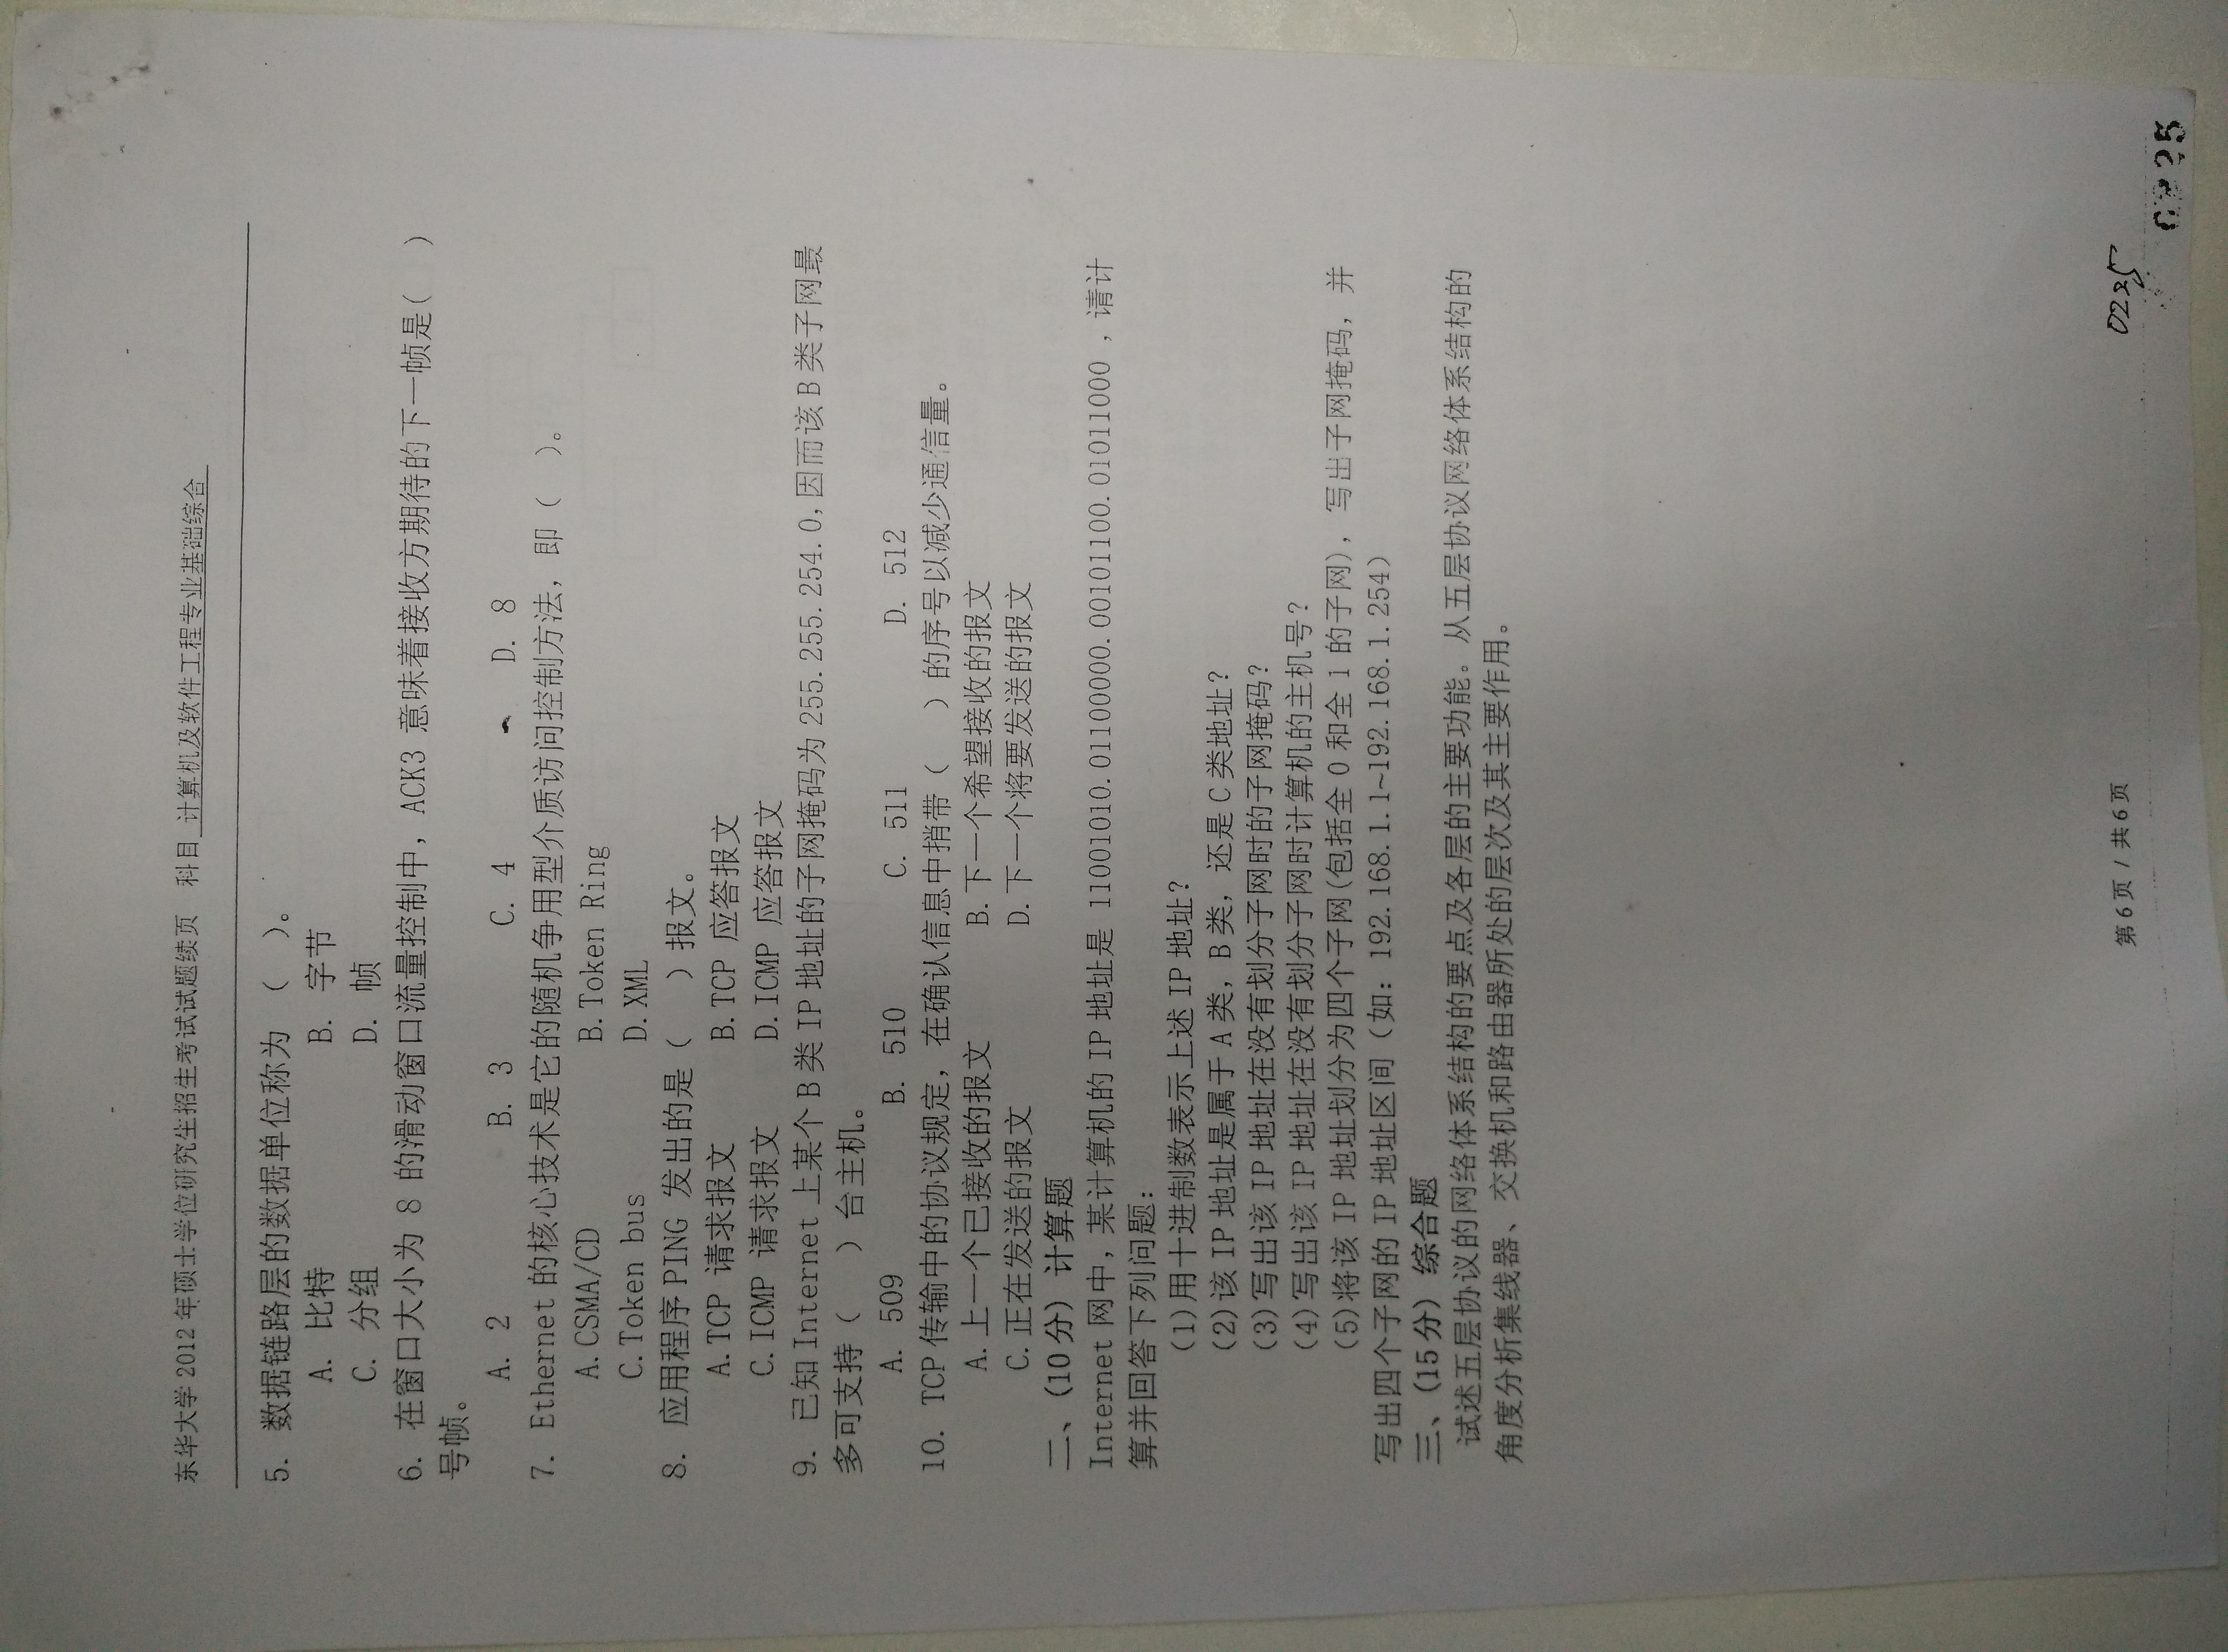 东华大学 2012 年硕士学位研究生招生考试试题续页 科目 计算机及软件工程专业基础综合
5. 数据链路层的数据单位称为 ( )。
A. 比特 B. 字节
C. 分组 D. 帧
6. 在窗口大小为 8 的滑动窗口流量控制中，ACK3 意味着接收方期待的下一帧是( )
号帧。
A. 2 B. 3 C. 4 D. 8
7. Ethernet 的核心技术是它的随机争用型介质访问控制方法，即 ( )。
A. CSMA/CD B. Token Ring
C. Token bus D. XML
8. 应用程序 PING 发出的是 ( ) 报文。
A. TCP 请求报文 B. TCP 应答报文
C. ICMP 请求报文 D. ICMP 应答报文
9. 已知 Internet 上某个 B 类 IP 地址的子网掩码为 255.255.254.0,因而该 B 类子网最
多可支持 ( ) 台主机。
A. 509 B. 510 C. 511 D. 512
10. TCP 传输中的协议规定，在确认信息中捎带 ( ) 的序号以减少通信量。
A. 上一个已接收的报文 B. 下一个希望接收的报文
C. 正在发送的报文 D. 下一个将要发送的报文
二、(10 分) 计算题
Internet 网中，某计算机的 IP 地址是 11001010.01100000.00101100.01011000 ，请计
算并回答下列问题：
(1)用十进制数表示上述 IP 地址？
(2)该 IP 地址是属于 A 类，B 类，还是 C 类地址？
(3)写出该 IP 地址在没有划分子网时的子网掩码？
(4)写出该 IP 地址在没有划分子网时计算机的主机号？
(5)将该 IP 地址划分为四个子网(包括全 0 和全 1 的子网)，写出子网掩码，并
写出四个子网的 IP 地址区间（如：192.168.1.1~192.168.1.254）
三、(15 分) 综合题
试述五层协议的网络体系结构的要点及各层的主要功能。从五层协议网络体系结构的
角度分析集线器、交换机和路由器所处的层次及其主要作用。
第 6 页 / 共 6 页
0225
0225